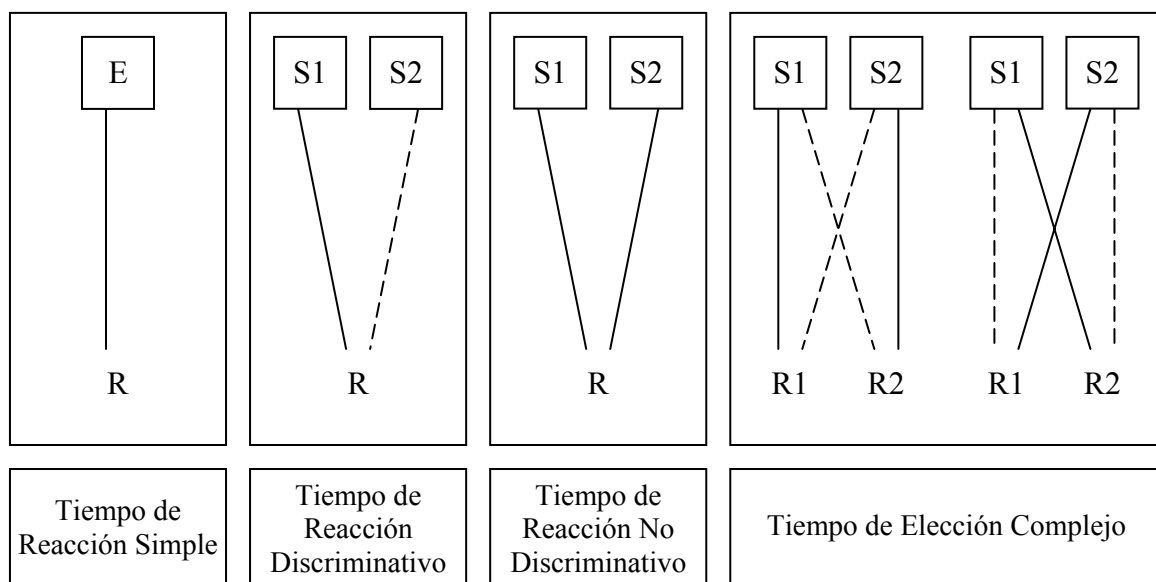 E
R
Tiempo de
Reacción Simple
S1 S2
R
Tiempo de
Reacción
Discriminativo
S1 S2
R
Tiempo de
Reacción No
Discriminativo
S1 S2 S1 S2
R1 R2 R1 R2
Tiempo de Elección Complejo